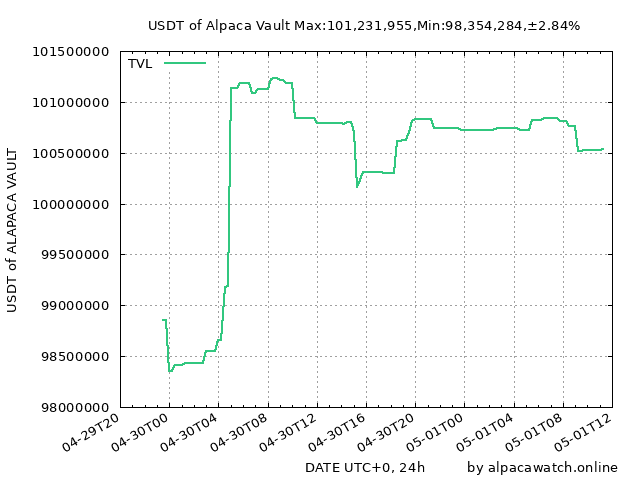 USDT of Alpaca Vault Max:101,231,955,Min:98,354,284,±2.84%
TVL
USDT of ALAPACA VAULT
101500000
101000000
100500000
100000000
99500000
99000000
98500000
98000000
04-29T20
04-30T00
04-30T04
04-30T08
04-30T12
04-30T16
04-30T20
05-01T00
05-01T04
05-01T08
05-01T12
DATE UTC+0, 24h
by alpacawatch.online